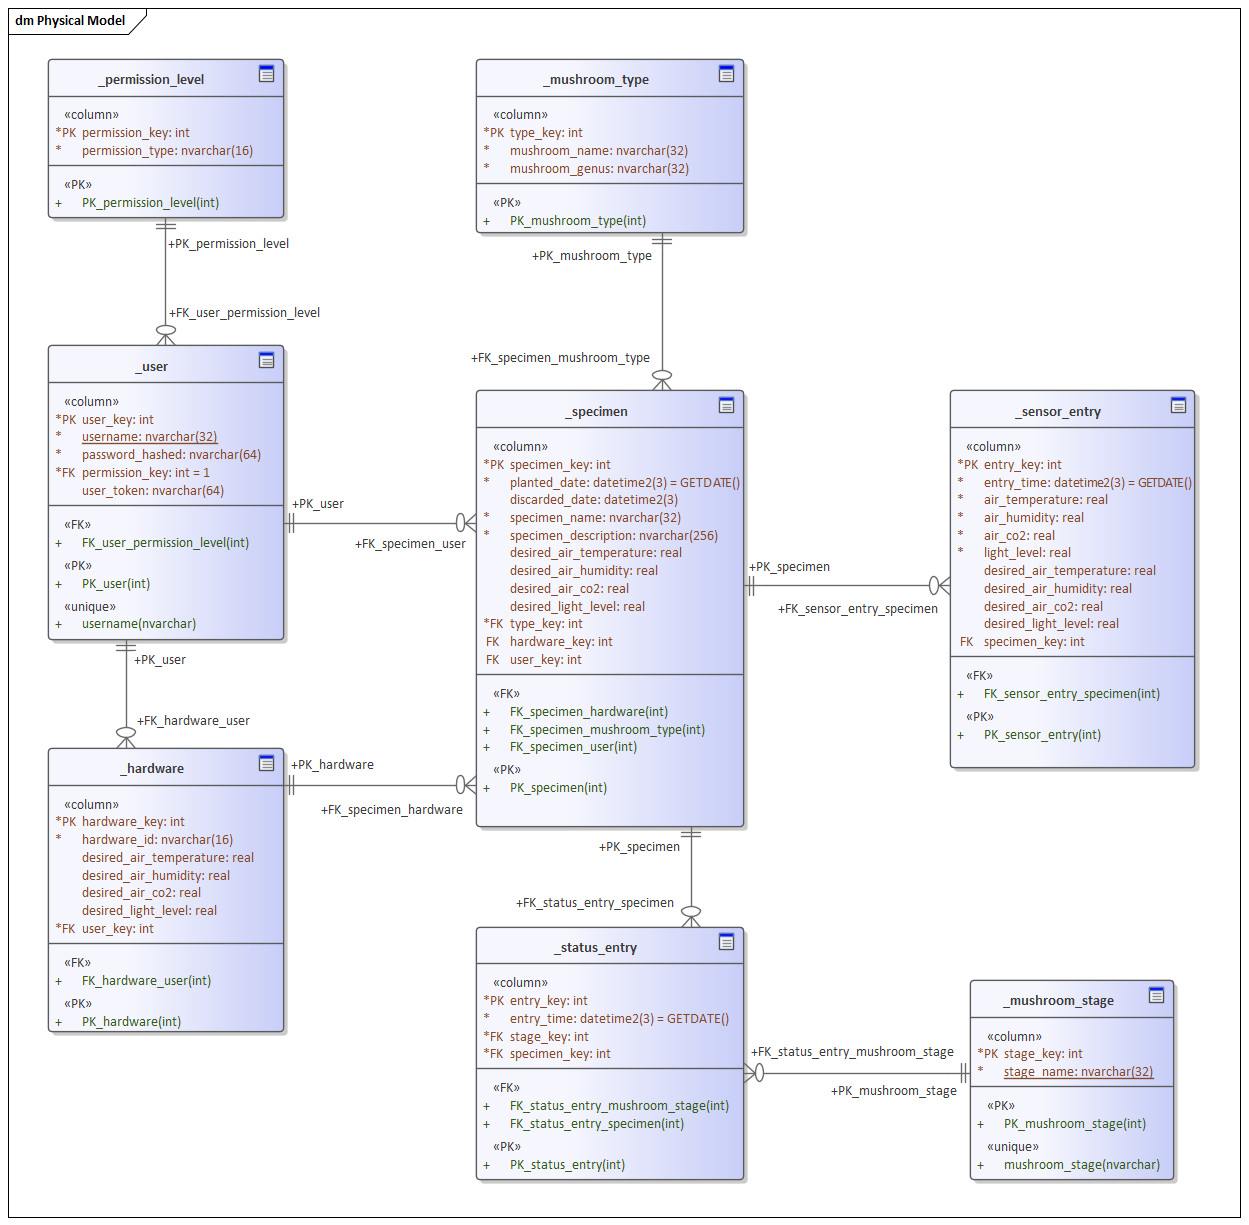 dm Physical Model
_permission_level
«column»
*PK permission_key: int
* permission_type: nvarchar(16)
«PK»
+ PK_permission_level(int)
+PK_permission_level
+FK_user_permission_level
_mushroom_type
«column»
*PK type_key: int
* mushroom_name: nvarchar(32)
* mushroom_genus: nvarchar(32)
«PK»
+ PK_mushroom_type(int)
+PK_mushroom_type
+FK_specimen_mushroom_type
_user
«column»
*PK user_key: int
* username: nvarchar(32)
* password_hashed: nvarchar(64)
*FK permission_key: int = 1
user_token: nvarchar(64)
«FK»
+ FK_user_permission_level(int)
«PK»
+ PK_user(int)
«unique»
+ username(nvarchar)
+PK_user
+FK_specimen_user
+PK_user
+FK_hardware_user
_specimen
«column»
*PK specimen_key: int
* planted_date: datetime2(3) = GETDATE()
discarded_date: datetime2(3)
* specimen_name: nvarchar(32)
* specimen_description: nvarchar(256)
desired_air_temperature: real
desired_air_humidity: real
desired_air_co2: real
desired_light_level: real
*FK type_key: int
FK hardware_key: int
FK user_key: int
«FK»
+ FK_specimen_hardware(int)
+ FK_specimen_mushroom_type(int)
+ FK_specimen_user(int)
«PK»
+ PK_specimen(int)
+PK_specimen
+FK_sensor_entry_specimen
_sensor_entry
«column»
*PK entry_key: int
* entry_time: datetime2(3) = GETDATE()
* air_temperature: real
* air_humidity: real
* air_co2: real
* light_level: real
desired_air_temperature: real
desired_air_humidity: real
desired_air_co2: real
desired_light_level: real
FK specimen_key: int
«FK»
+ FK_sensor_entry_specimen(int)
«PK»
+ PK_sensor_entry(int)
_hardware
«column»
*PK hardware_key: int
* hardware_id: nvarchar(16)
desired_air_temperature: real
desired_air_humidity: real
desired_air_co2: real
desired_light_level: real
*FK user_key: int
«FK»
+ FK_hardware_user(int)
«PK»
+ PK_hardware(int)
+PK_hardware
+FK_specimen_hardware
+PK_specimen
+FK_status_entry_specimen
_status_entry
«column»
*PK entry_key: int
* entry_time: datetime2(3) = GETDATE()
*FK stage_key: int
*FK specimen_key: int
«FK»
+ FK_status_entry_mushroom_stage(int)
+ FK_status_entry_specimen(int)
«PK»
+ PK_status_entry(int)
+FK_status_entry_mushroom_stage
+PK_mushroom_stage
_mushroom_stage
«column»
*PK stage_key: int
* stage_name: nvarchar(32)
«PK»
+ PK_mushroom_stage(int)
«unique»
+ mushroom_stage(nvarchar)